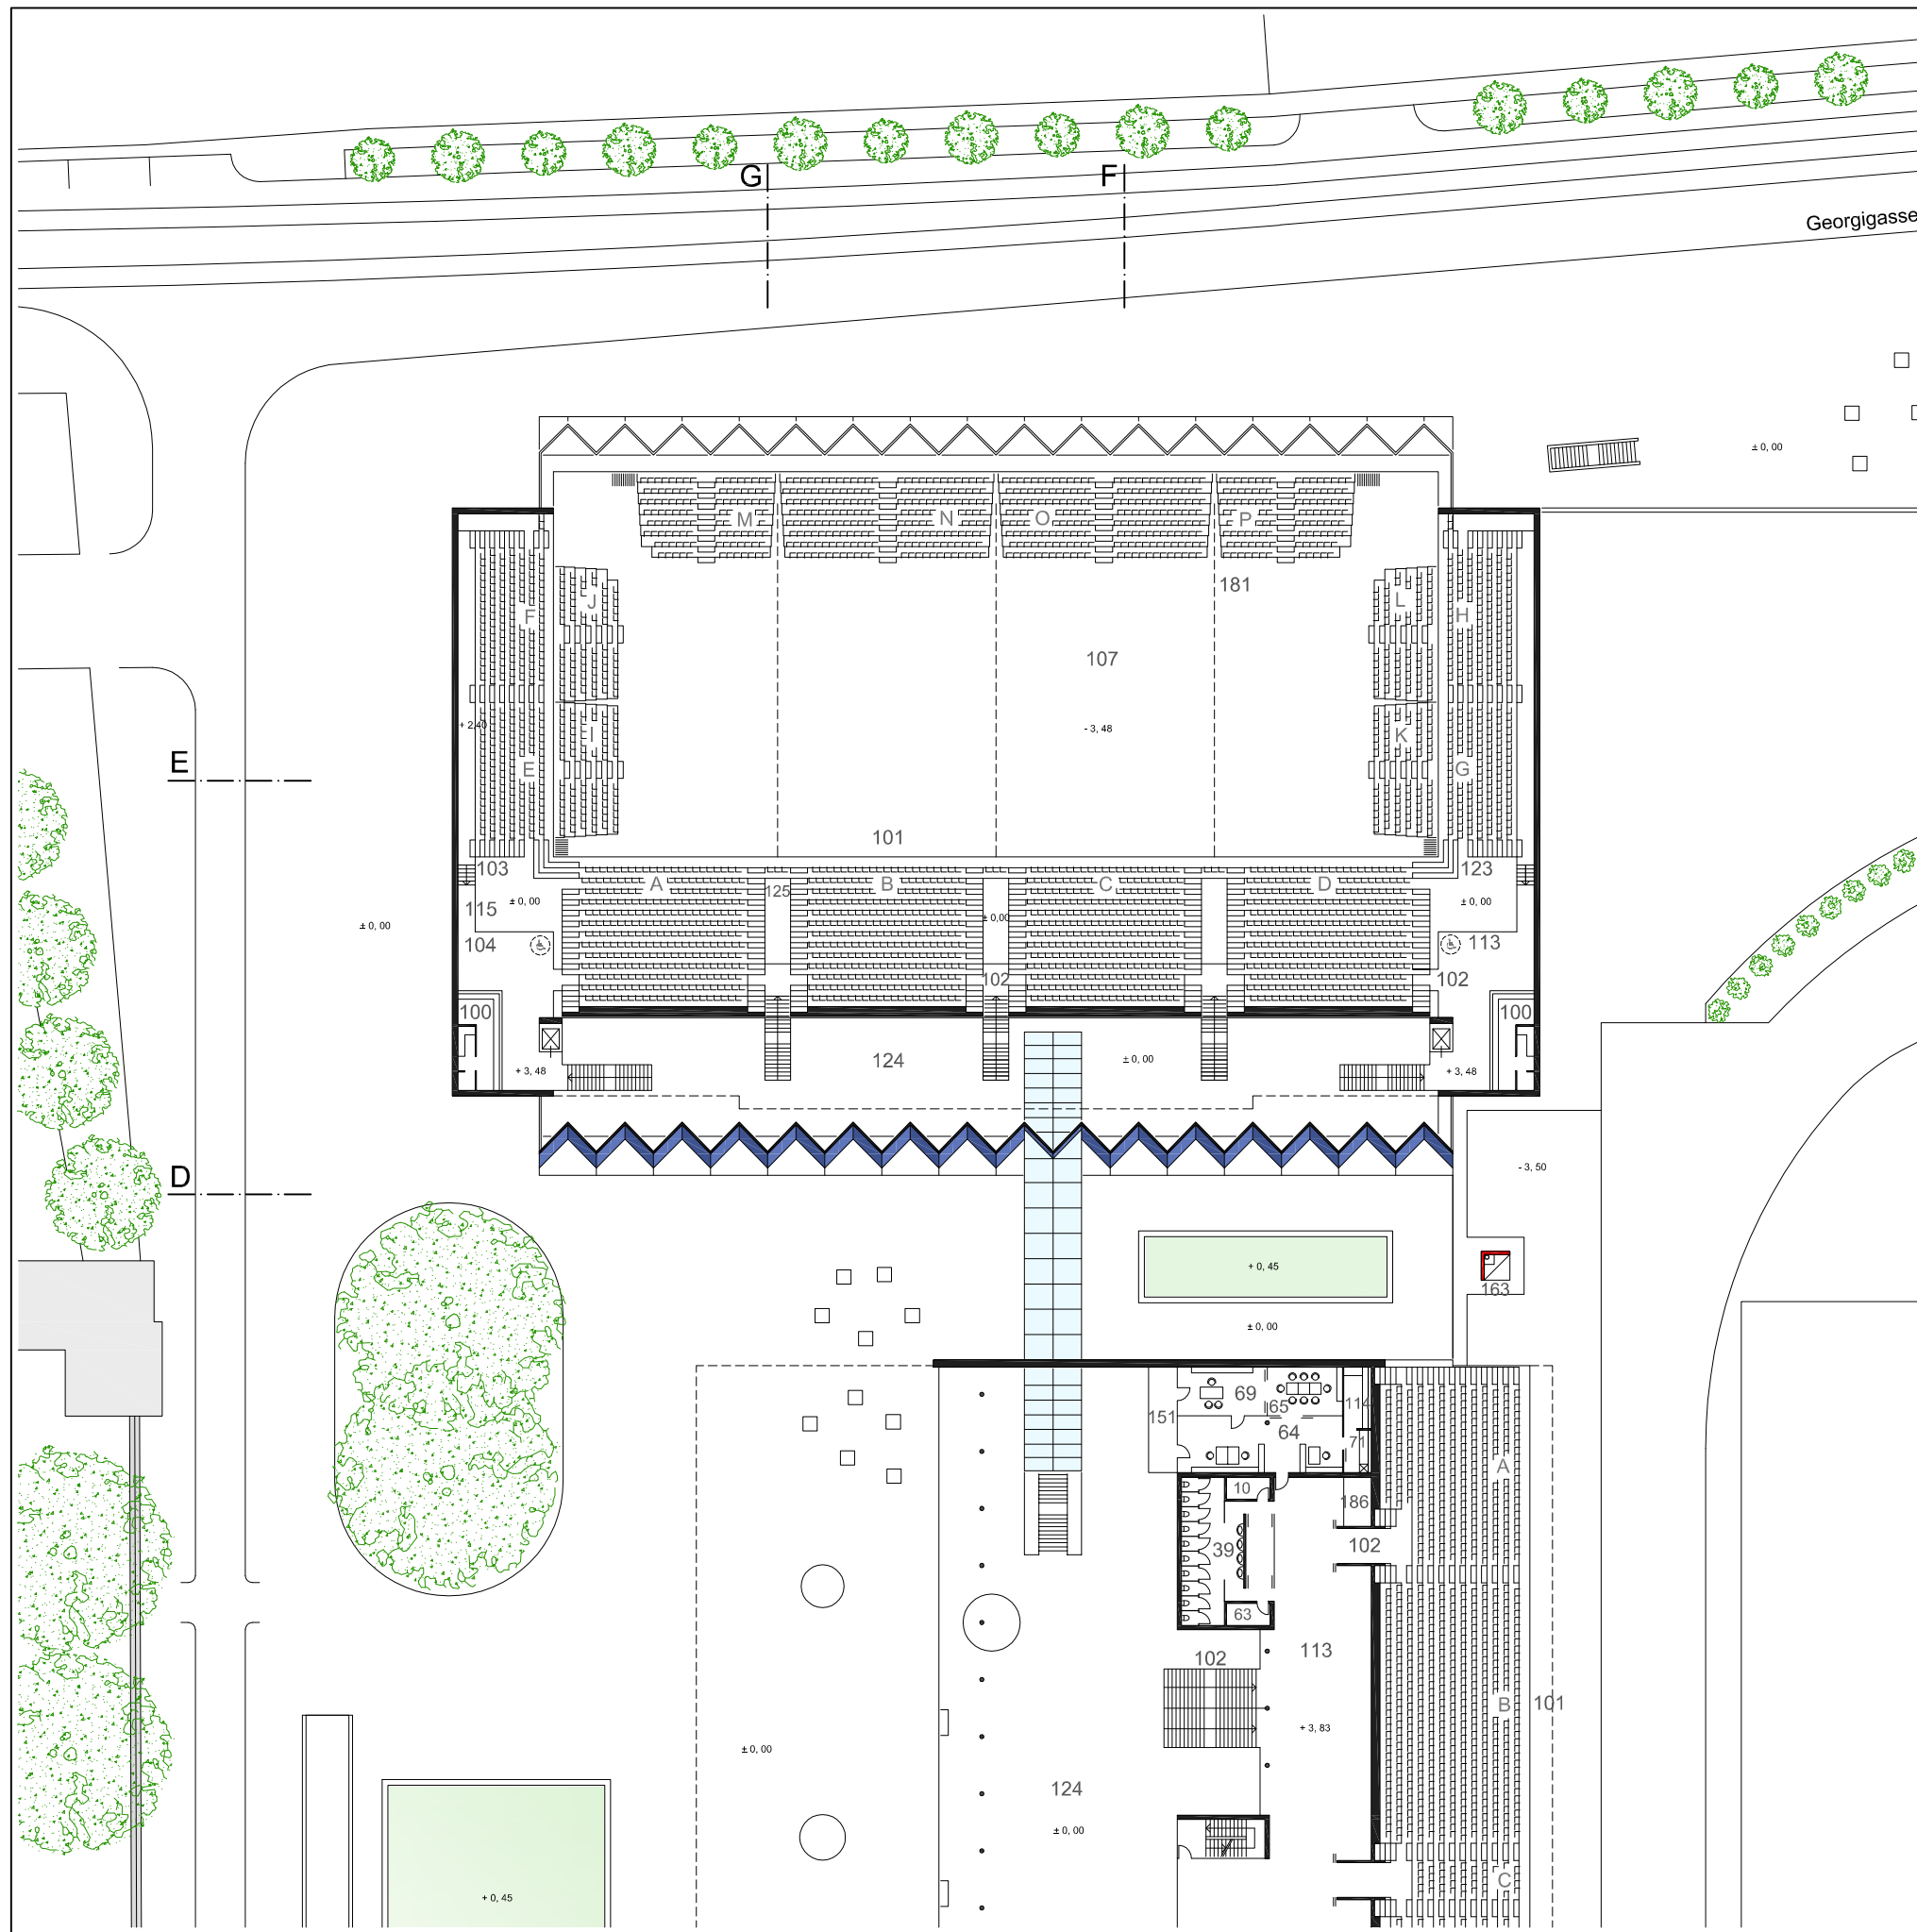 G
F
Georgigasse
± 0, 00
M
N
O
P
181
J
L
F
H
107
+ 2,40
- 3, 48
I
K
E
E
G
101
103
123
A
125
B
C
D
115
± 0, 00
± 0, 00
± 0, 00
± 0,00
104
113
102
102
100
100
124
± 0, 00
+ 3, 48
+ 3, 48
- 3, 50
D
+ 0, 45
163
± 0, 00
69
65
114
151
64
71
A
10
186
39
102
63
102
113
B
101
+ 3, 83
± 0, 00
124
± 0, 00
C
+ 0, 45